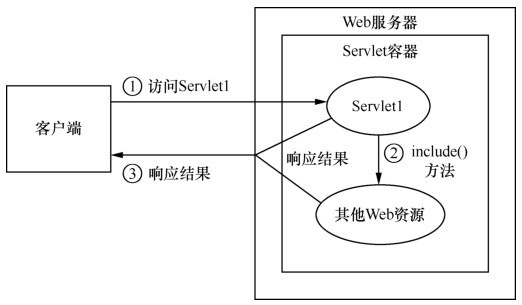 Web服务器
Servlet容器
① 访问Servlet1
Servlet1
客户端
② include()
方法
响应结果
③ 响应结果
其他Web资源